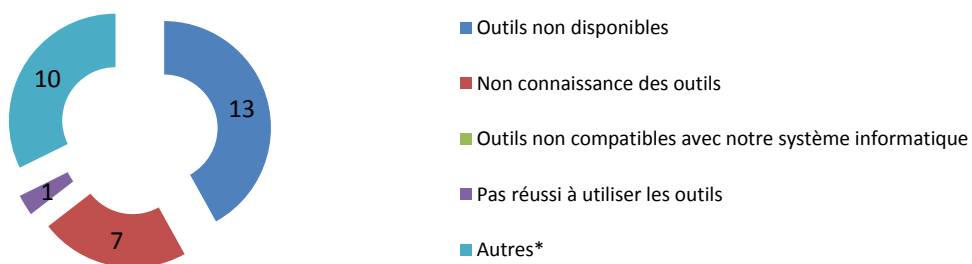 10
13
1
7
Outils non disponibles
Non connaissance des outils
Outils non compatibles avec notre système informatique
Pas réussi à utiliser les outils
Autres*